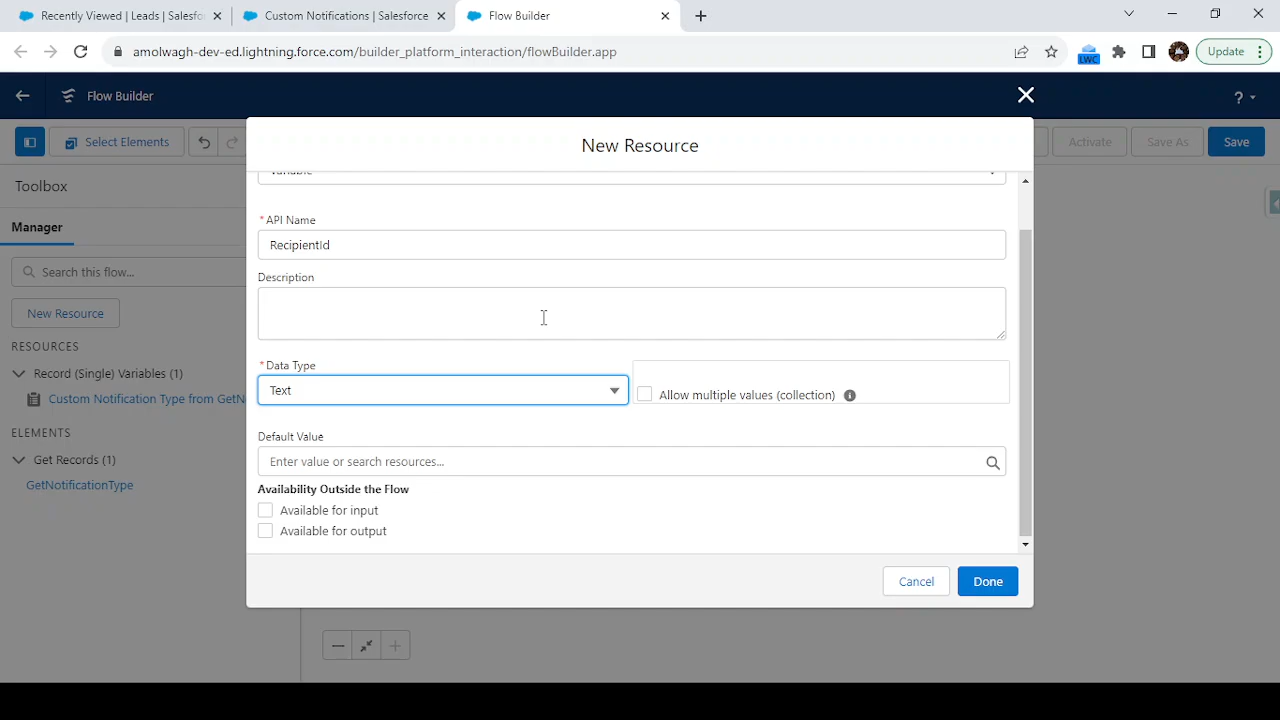 Recently Viewed | Leads | Salesf
Custom Notifications | Salesforce
Flow Builder
amolwagh-dev-ed.lightning.force.com/builder_platform_interaction/flowBuilder.app
LWC
Update
Flow Builder
?
Select Elements
Activate
Save As
Save
New Resource
Toolbox
Manager
Search this flow...
New Resource
RESOURCES
Record (Single) Variables (1)
Custom Notification Type from GetN
ELEMENTS
Get Records (1)
GetNotificationType
Variable
* API Name
RecipientId
Description
* Data Type
Text
Allow multiple values (collection)
Default Value
Enter value or search resources...
Availability Outside the Flow
Available for input
Available for output
Cancel
Done